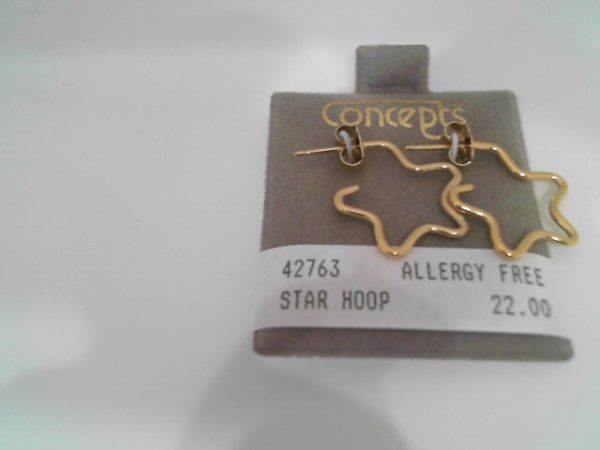 Concepts
42763 ALLERGY FREE
STAR HOOP 22.00